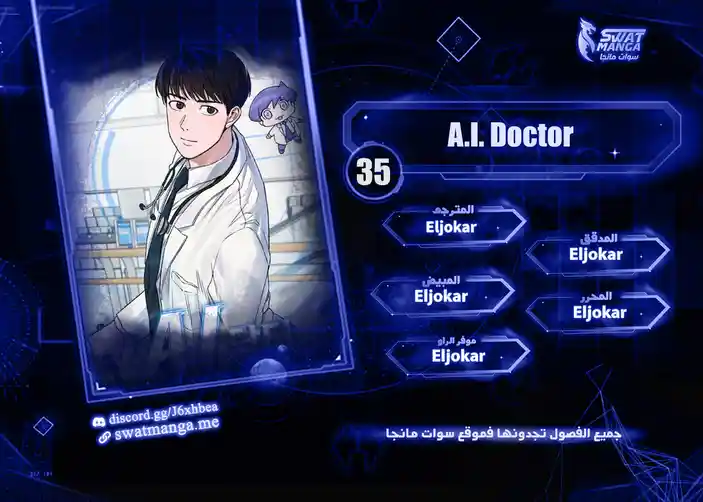 SWAT
MANGA
سوات مانجا
A.I. Doctor
35
المترجم
Eljokar
المدقق
Eljokar
المبيض
Eljokar
المحرر
Eljokar
موفر الراو
Eljokar
A.I.
discord.gg/J6xhbea
swatmanga.me
جميع الفصول تجدونها فموقع سوات مانجا